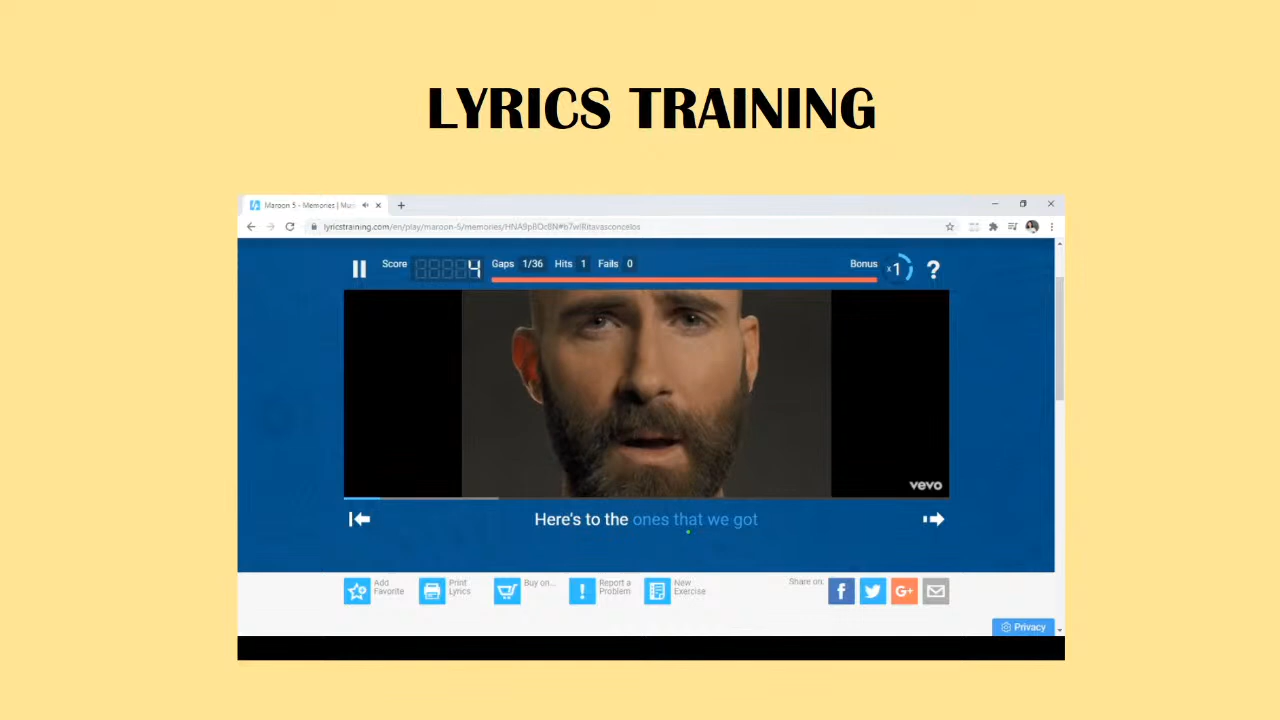 LYRICS TRAINING
Maroon 5 - Memories | Mus
lyricstraining.com/en/play/maroon-5/memories/
Score 4 Gaps 1/36 Hits 1 Fails 0 Bonus x1 ?
vevo
Here's to the ones that we got
Add Favorite
Print Lyrics
Buy on...
Report a Problem
New Exercise
Share on:
Privacy